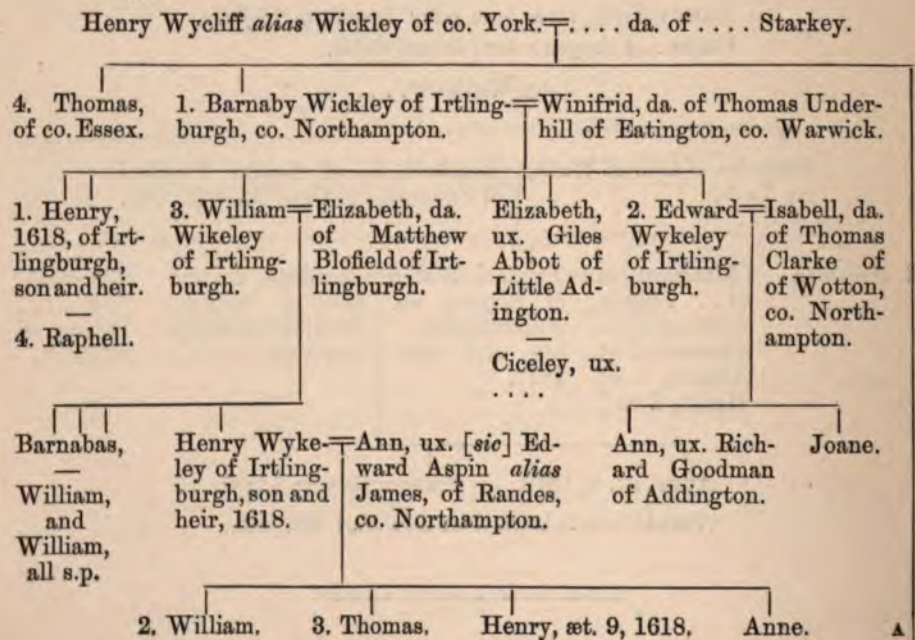 Henry Wycliff alias Wickley of co. York.=. . . . da. of . . . . Starkey.
4. Thomas,
of co. Essex.
1. Barnaby Wickley of Irtling-
burgh, co. Northampton.
=Winifrid, da. of Thomas Under-
hill of Eatington, co. Warwick.
1. Henry,
1618, of Irt-
lingburgh,
son and heir.
—
4. Raphell.
3. William=
Wikeley
of Irtling-
burgh.
Elizabeth, da.
of Matthew
Blofield of Irt-
lingburgh.
Elizabeth,
ux. Giles
Abbot of
Little Ad-
ington.
—
Ciceley, ux.
. . . .
2. Edward=
Wykeley
of Irtling-
burgh.
Isabell, da.
of Thomas
Clarke of
of Wotton,
co. North-
ampton.
Barnabas,
—
William,
and
William,
all s.p.
Henry Wyke-
ley of Irtling-
burgh, son and
heir, 1618.
=Ann, ux. [sic] Ed-
ward Aspin alias
James, of Randes,
co. Northampton.
Ann, ux. Rich-
ard Goodman
of Addington.
Joane.
2. William. 3. Thomas. Henry, æt. 9, 1618. Anne. A